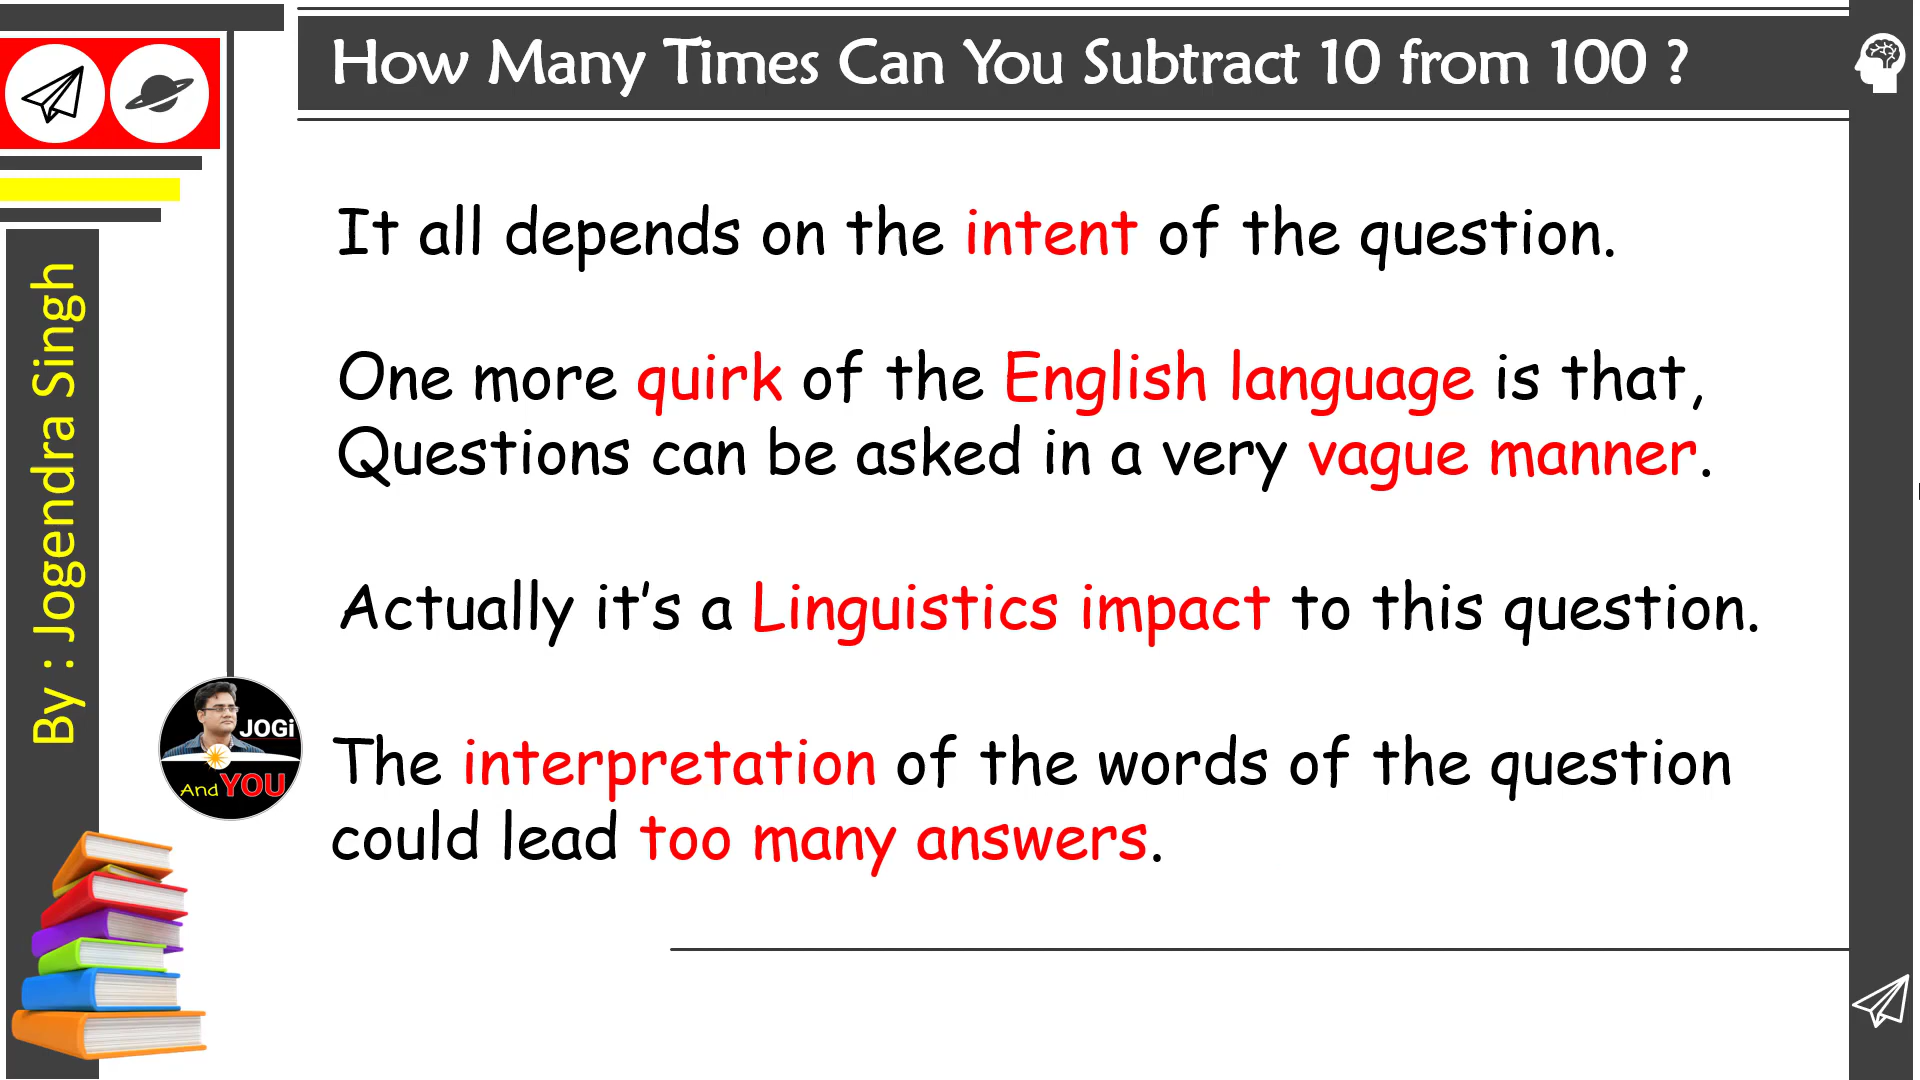 How Many Times Can You Subtract 10 from 100 ?
It all depends on the intent of the question.
One more quirk of the English language is that,
Questions can be asked in a very vague manner.
Actually it’s a Linguistics impact to this question.
The interpretation of the words of the question
could lead too many answers.
By : Jogendra Singh
JOGi
And YOU